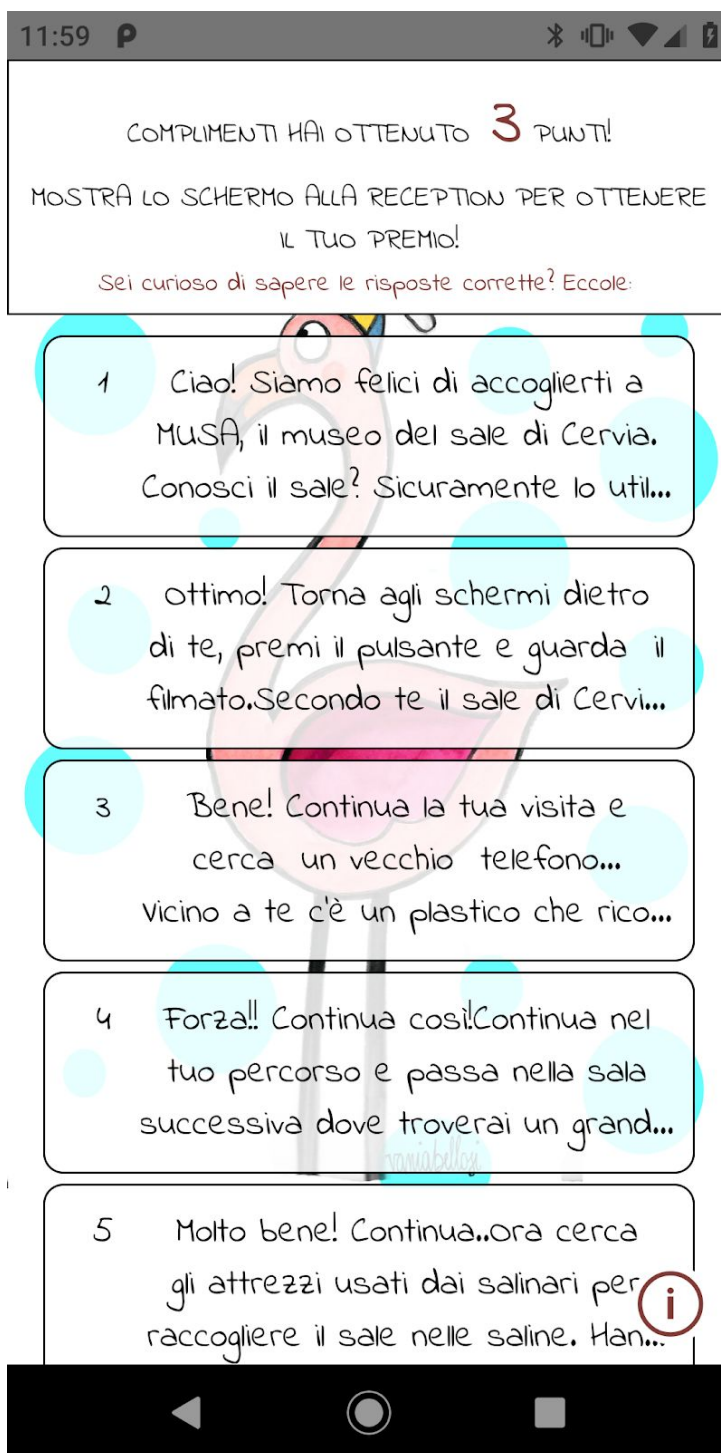 11:59
COMPLIMENTI HAI OTTENUTO 3 PUNTI!
MOSTRA LO SCHERMO ALLA RECEPTION PER OTTENERE
IL TUO PREMIO!
Sei curioso di sapere le risposte corrette? Eccole:
1 Ciao! Siamo felici di accoglierti a
MUSA, il museo del sale di Cervia.
Conosci il sale? Sicuramente lo util...
2 Ottimo! Torna agli schermi dietro
di te, premi il pulsante e guarda il
filmato.Secondo te il sale di Cervi...
3 Bene! Continua la tua visita e
cerca un vecchio telefono...
Vicino a te c'è un plastico che rico...
4 Forza!! Continua così!Continua nel
tuo percorso e passa nella sala
successiva dove troverai un grand...
vaniabellosi
5 Molto bene! Continua..ora cerca
gli attrezzi usati dai salinari per
raccogliere il sale nelle saline. Han...
i